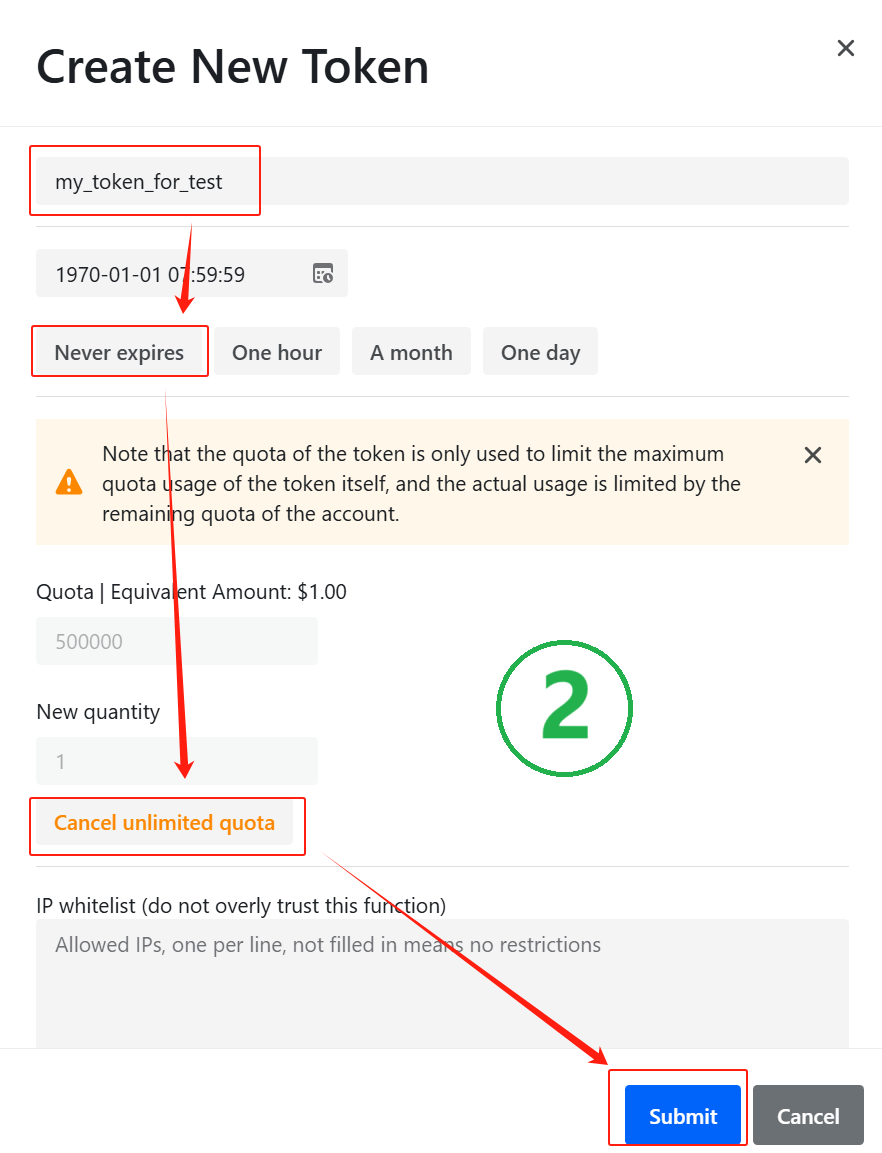 Create New Token
my_token_for_test
1970-01-01 07:59:59
Never expires One hour A month One day
Note that the quota of the token is only used to limit the maximum
quota usage of the token itself, and the actual usage is limited by the
remaining quota of the account.
Quota | Equivalent Amount: $1.00
500000
2
New quantity
1
Cancel unlimited quota
IP whitelist (do not overly trust this function)
Allowed IPs, one per line, not filled in means no restrictions
Submit Cancel